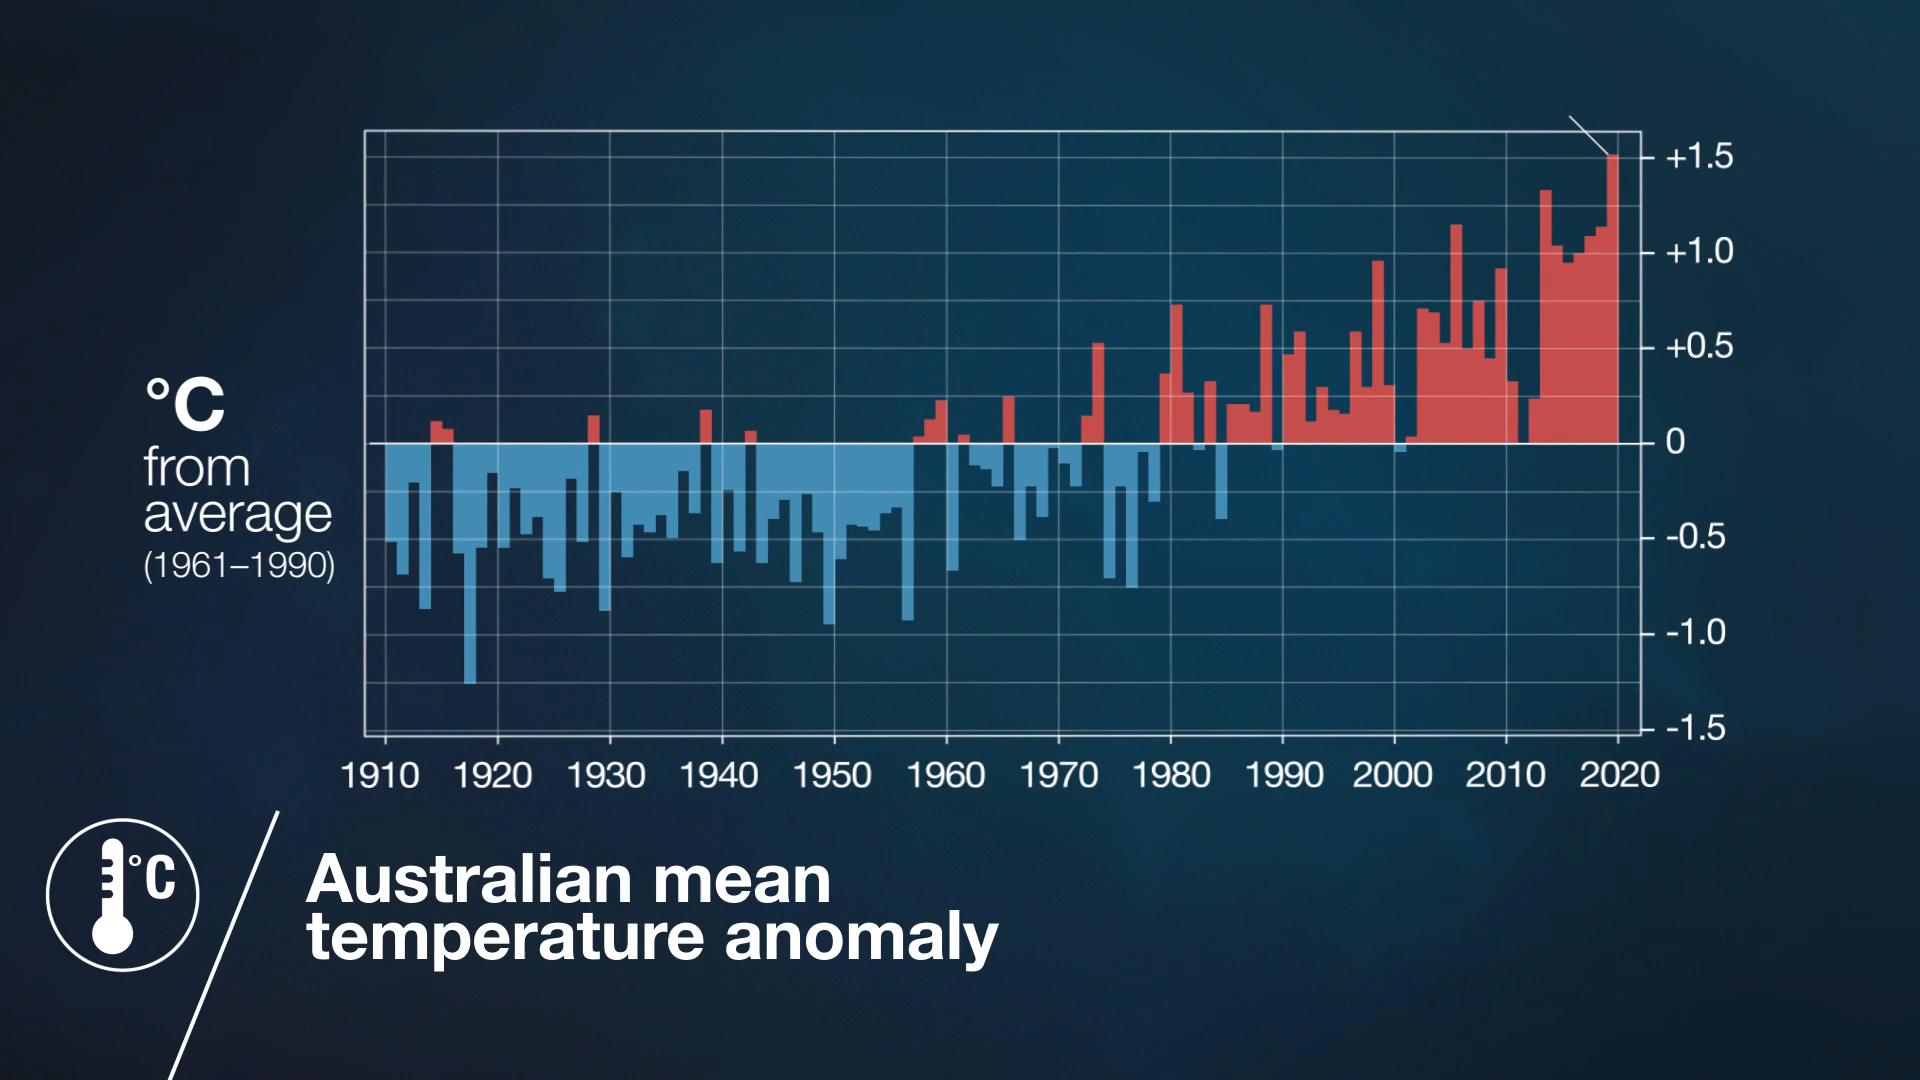 +1.5
+1.0
+0.5
0
-0.5
-1.0
-1.5
°C
from
average
(1961–1990)
1910 1920 1930 1940 1950 1960 1970 1980 1990 2000 2010 2020
°C
Australian mean
temperature anomaly